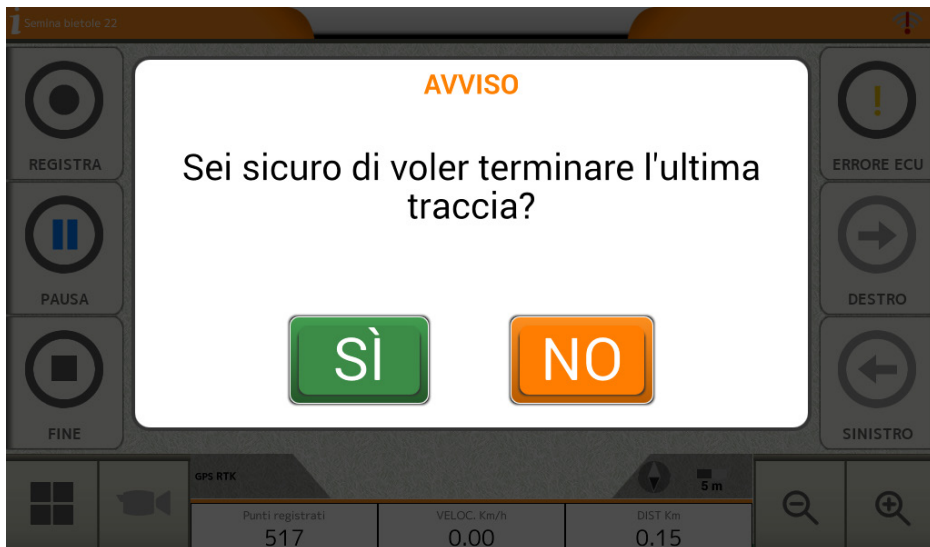 Semina bietole 22
AVVISO
Sei sicuro di voler terminare l'ultima
traccia?
SÌ
NO
REGISTRA
PAUSA
FINE
ERRORE ECU
DESTRO
SINISTRO
GPS RTK
5 m
Punti registrati
517
VELOC. Km/h
0.00
DIST Km
0.15